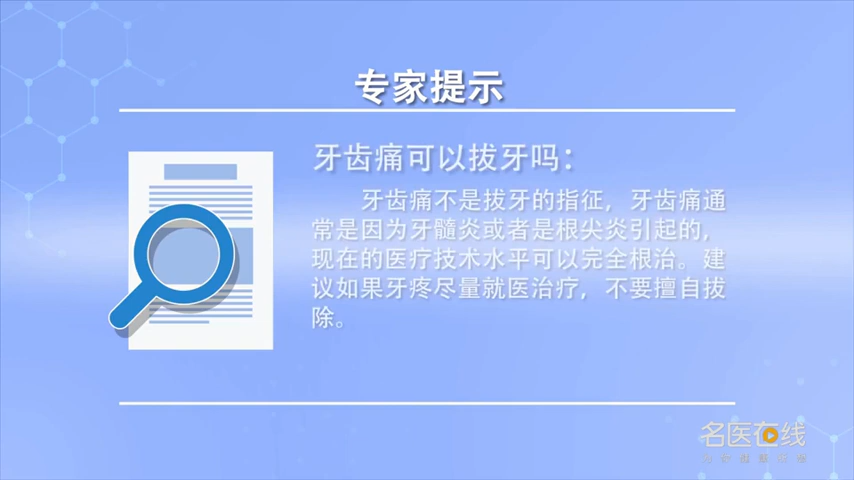 专家提示
牙齿痛可以拔牙吗：
牙齿痛不是拔牙的指征，牙齿痛通
常是因为牙髓炎或者是根尖炎引起的，
现在的医疗技术水平可以完全根治。建
议如果牙疼尽量就医治疗，不要擅自拔
除。
名医在线